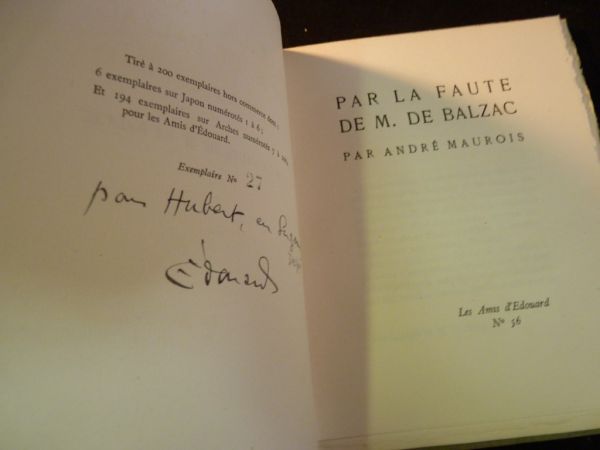 Tiré à 200 exemplaires hors commerce dont :
6 exemplaires sur Japon numérotés 1 à 6 ;
Et 194 exemplaires sur Arches numérotés 7 à 200,
pour les Amis d'Édouard.
Exemplaire No 27
pour Hubert, en
Édouard
PAR LA FAUTE
DE M. DE BALZAC
PAR ANDRÉ MAUROIS
Les Amis d'Edouard
No 56